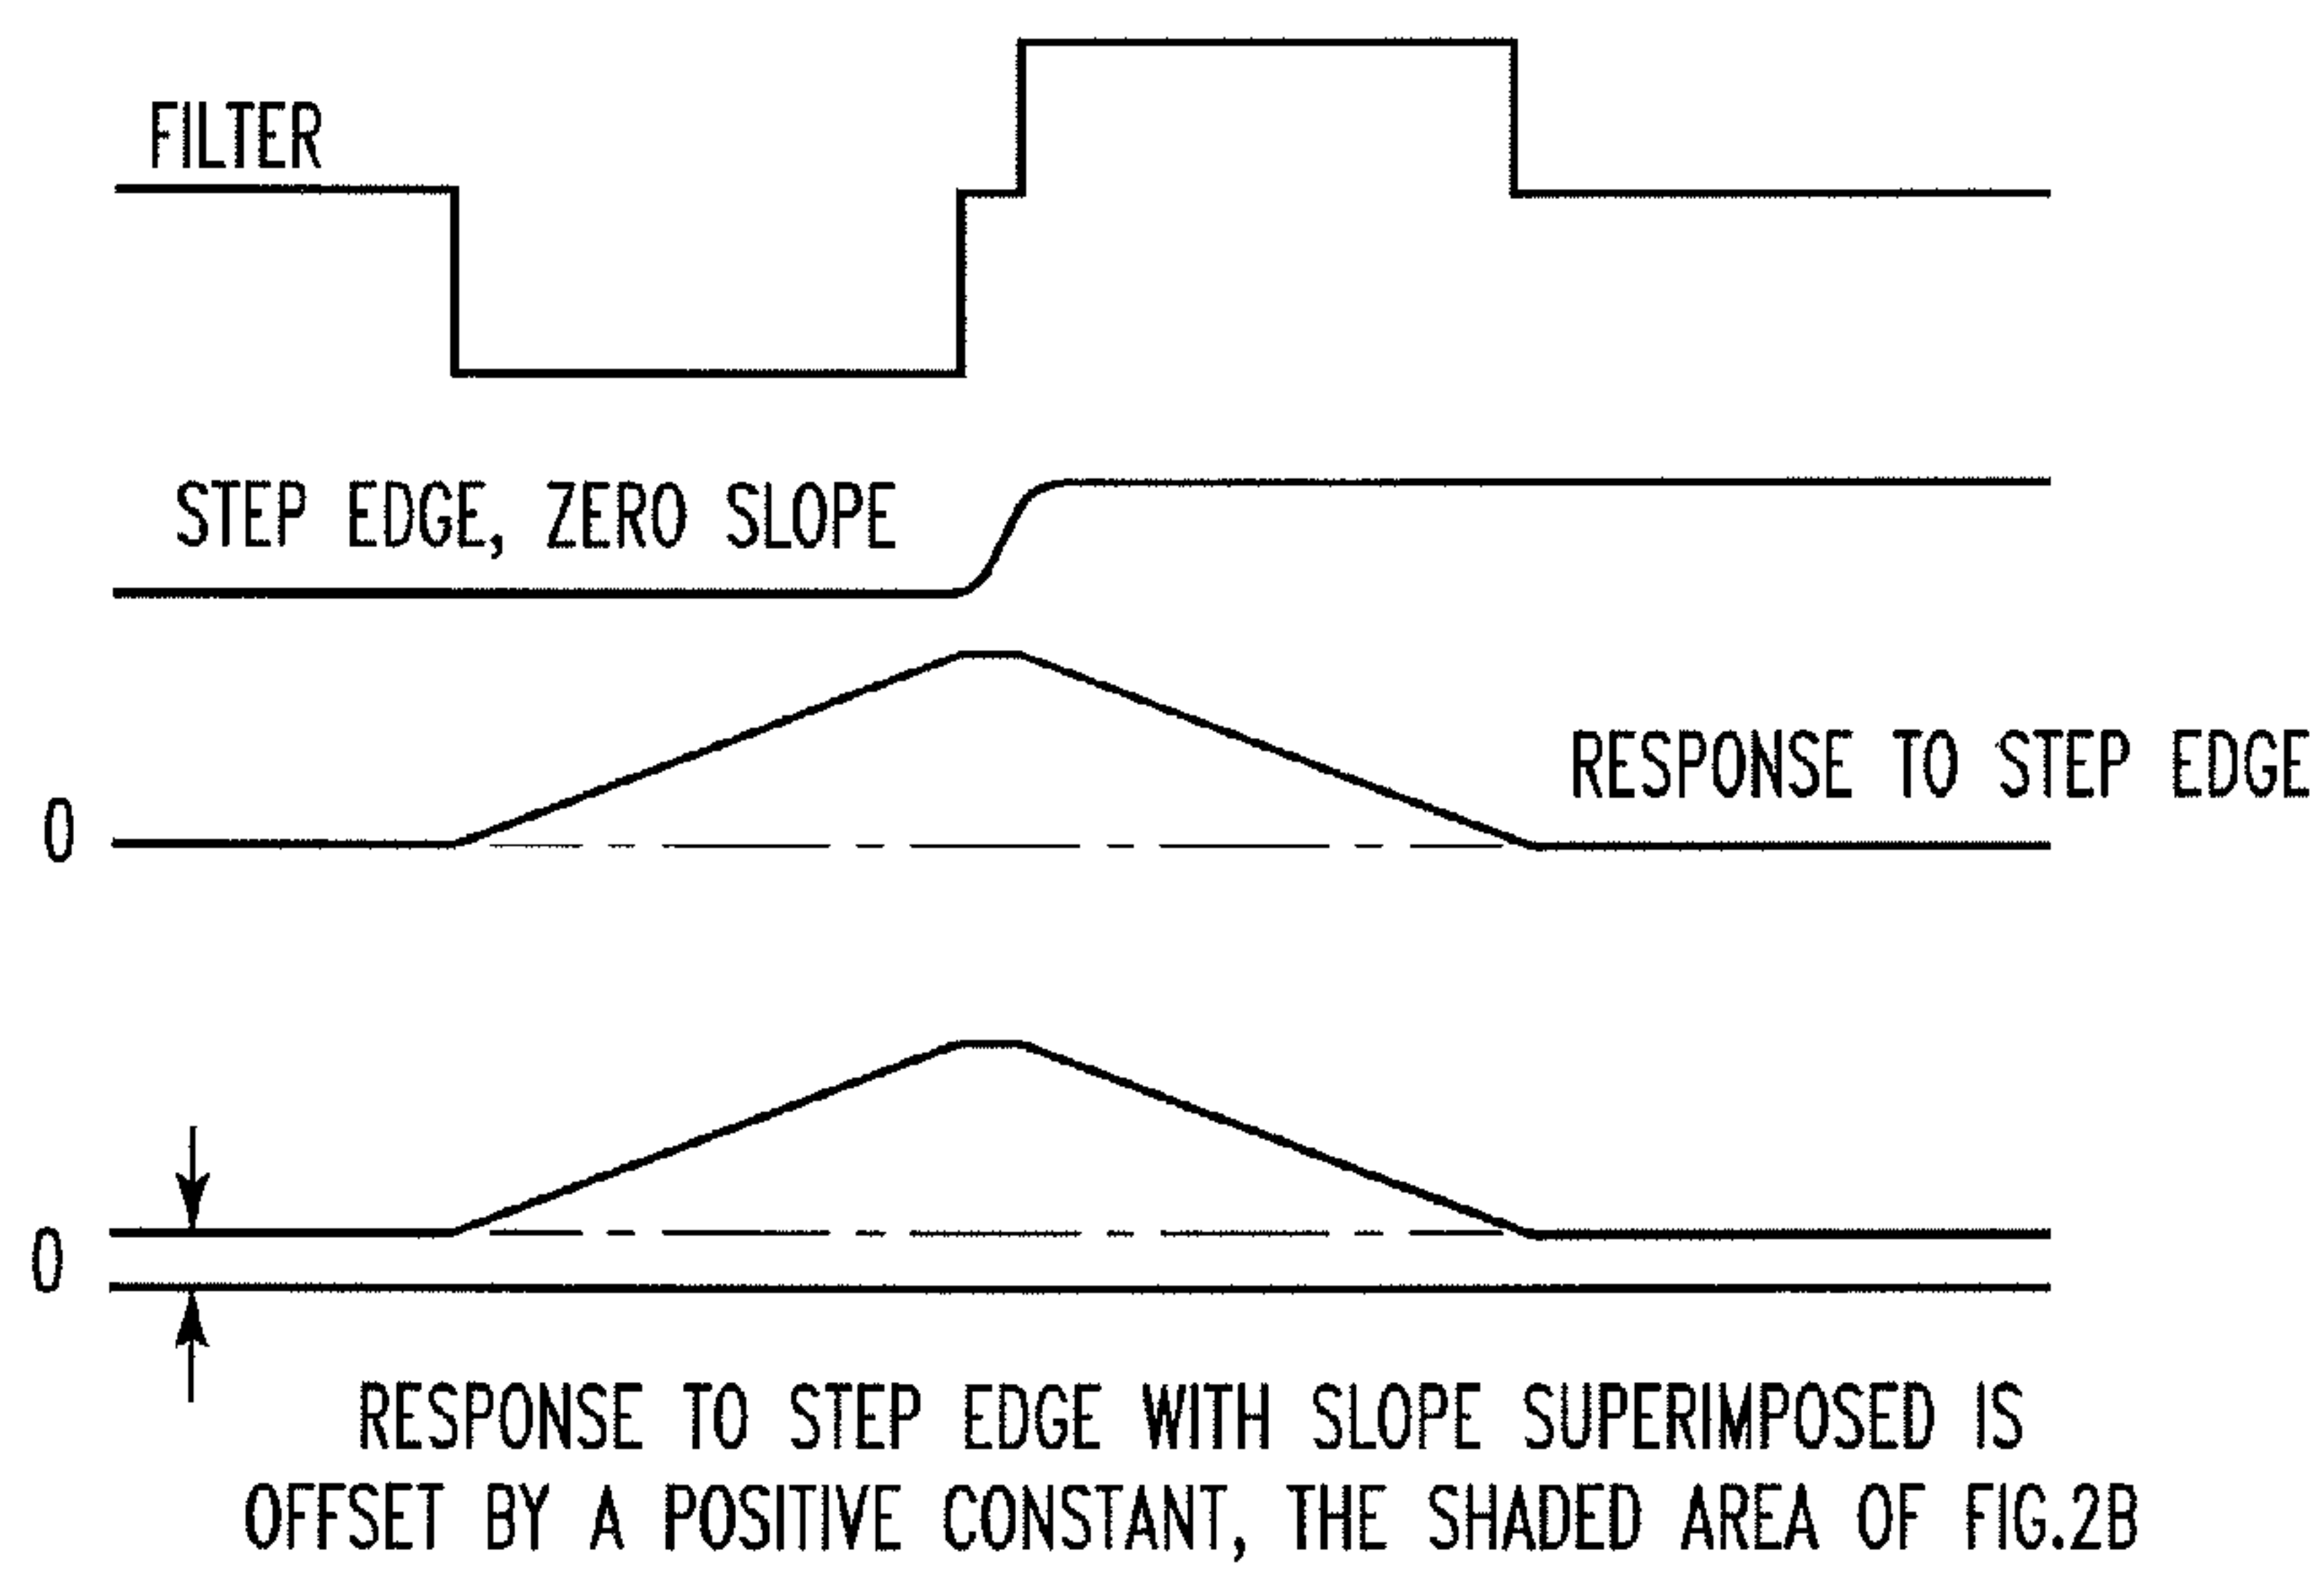 FILTER
STEP EDGE, ZERO SLOPE
RESPONSE TO STEP EDGE
0
0
RESPONSE TO STEP EDGE WITH SLOPE SUPERIMPOSED IS
OFFSET BY A POSITIVE CONSTANT, THE SHADED AREA OF FIG.2B